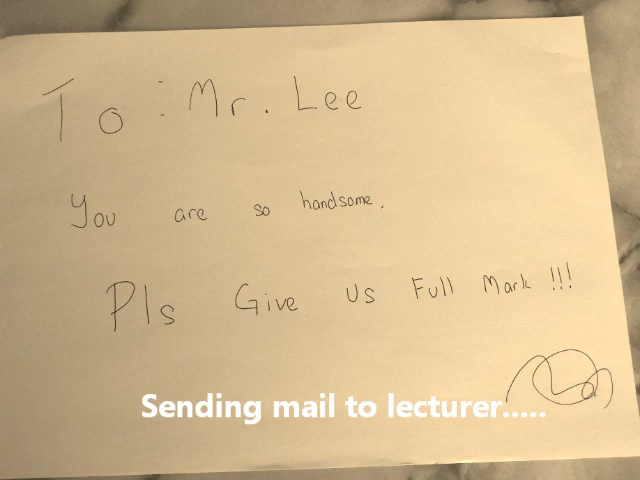 To : Mr. Lee
You are so handsome.
Pls Give us Full Mark !!!
Sending mail to lecturer.....